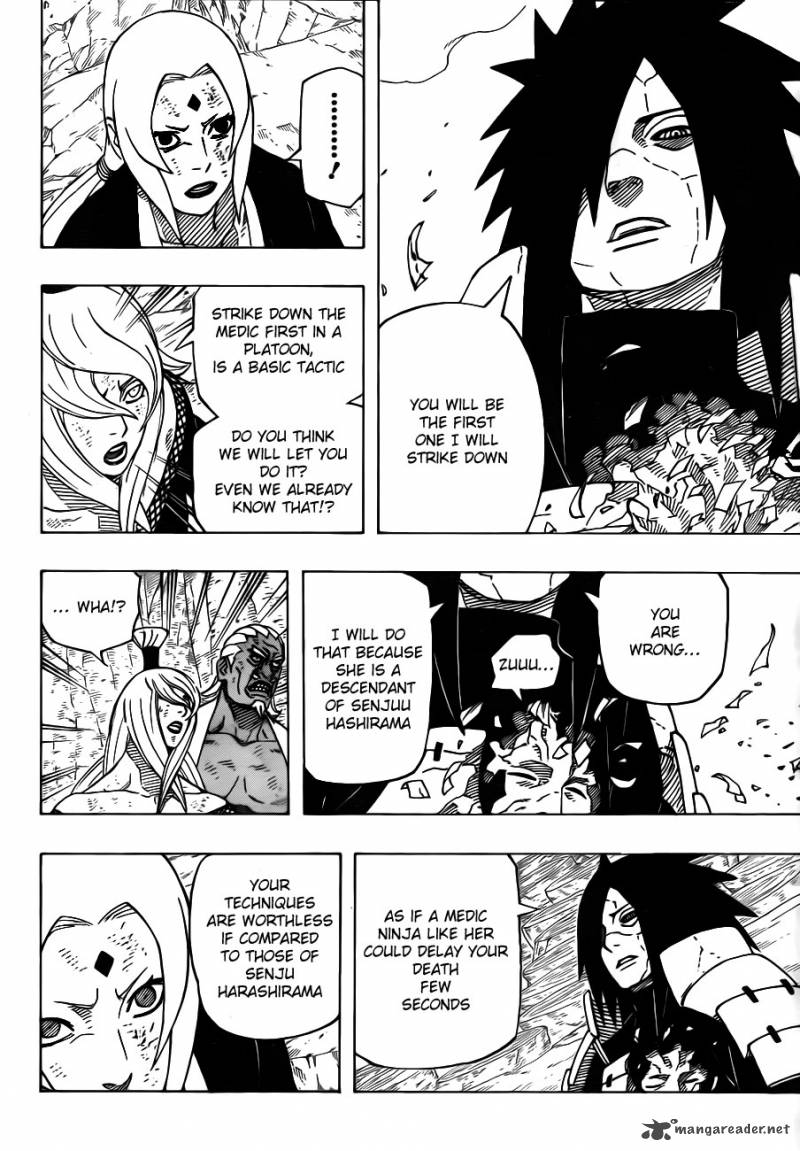 YOU WILL BE
THE FIRST
ONE I WILL
STRIKE DOWN
.........!
STRIKE DOWN THE
MEDIC FIRST IN A
PLATOON,
IS A BASIC TACTIC
DO YOU THINK
WE WILL LET YOU
DO IT?
EVEN WE ALREADY
KNOW THAT!?
YOU
ARE
WRONG...
ZUUU...
I WILL DO
THAT BECAUSE
SHE IS A
DESCENDANT
OF SENJUU
HASHIRAMA
... WHA!?
AS IF A MEDIC
NINJA LIKE HER
COULD DELAY YOUR
DEATH
FEW
SECONDS
YOUR
TECHNIQUES
ARE WORTHLESS
IF COMPARED
TO THOSE OF
SENJU
HARASHIRAMA
mangareader.net